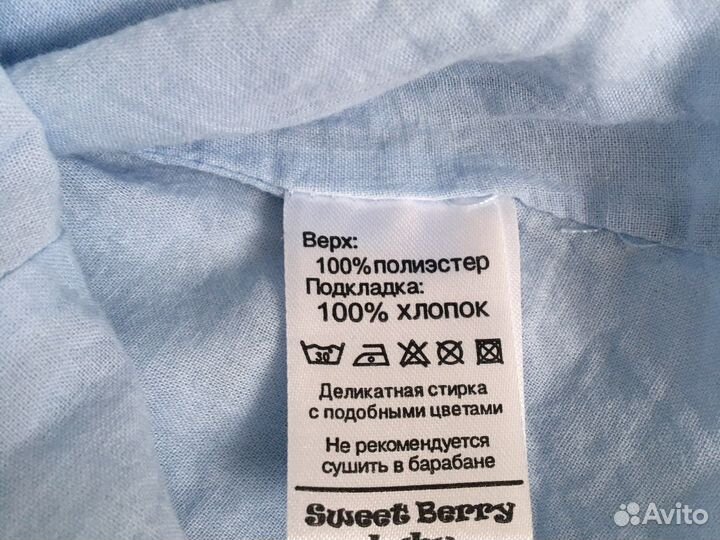 Верх:
100% полиэстер
Подкладка:
100% хлопок
30°
Деликатная стирка
с подобными цветами
Не рекомендуется
сушить в барабане
Sweet Berry
Avito